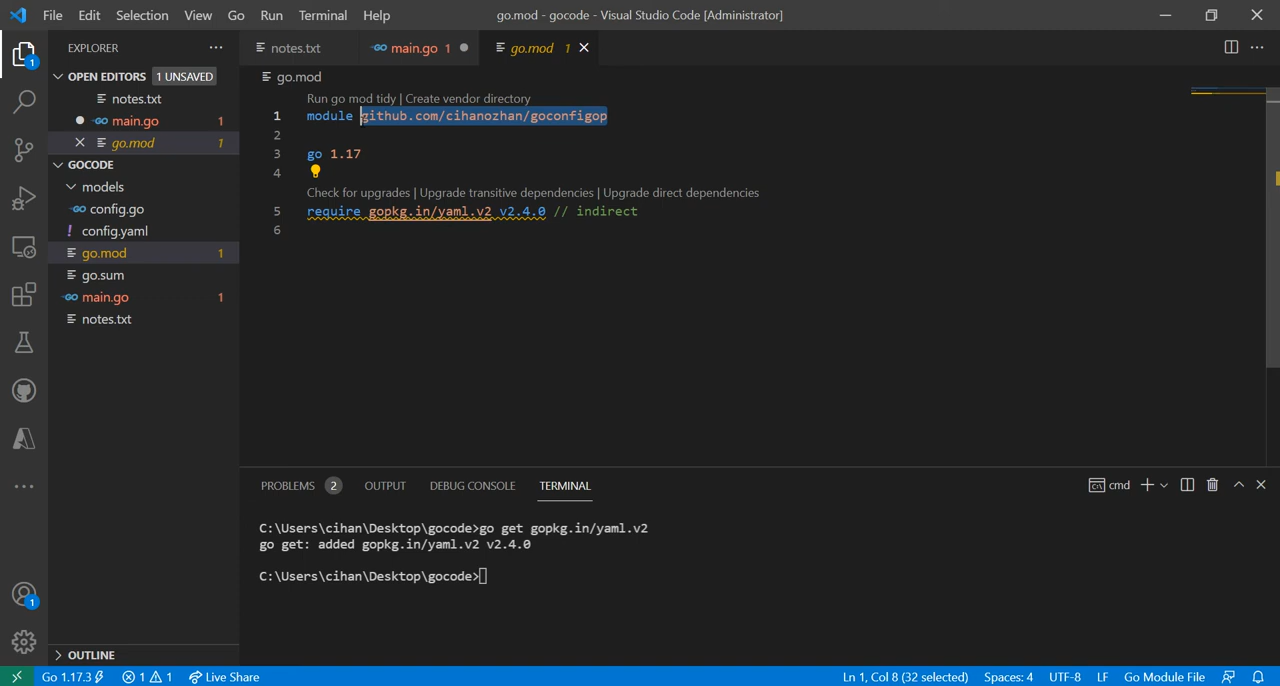 File Edit Selection View Go Run Terminal Help go.mod - gocode - Visual Studio Code [Administrator]
EXPLORER
notes.txt
main.go 1
go.mod 1
OPEN EDITORS 1 UNSAVED
notes.txt
main.go 1
go.mod 1
GOCODE
models
config.go
config.yaml
go.mod 1
go.sum
main.go 1
notes.txt
OUTLINE
go.mod
Run go mod tidy | Create vendor directory
1 module github.com/cihanozhan/goconfigop
2
3 go 1.17
4
Check for upgrades | Upgrade transitive dependencies | Upgrade direct dependencies
5 require gopkg.in/yaml.v2 v2.4.0 // indirect
6
PROBLEMS 2 OUTPUT DEBUG CONSOLE TERMINAL cmd
C:\Users\cihan\Desktop\gocode>go get gopkg.in/yaml.v2
go get: added gopkg.in/yaml.v2 v2.4.0
C:\Users\cihan\Desktop\gocode>
1
1
Go 1.17.3 1 1 Live Share Ln 1, Col 8 (32 selected) Spaces: 4 UTF-8 LF Go Module File